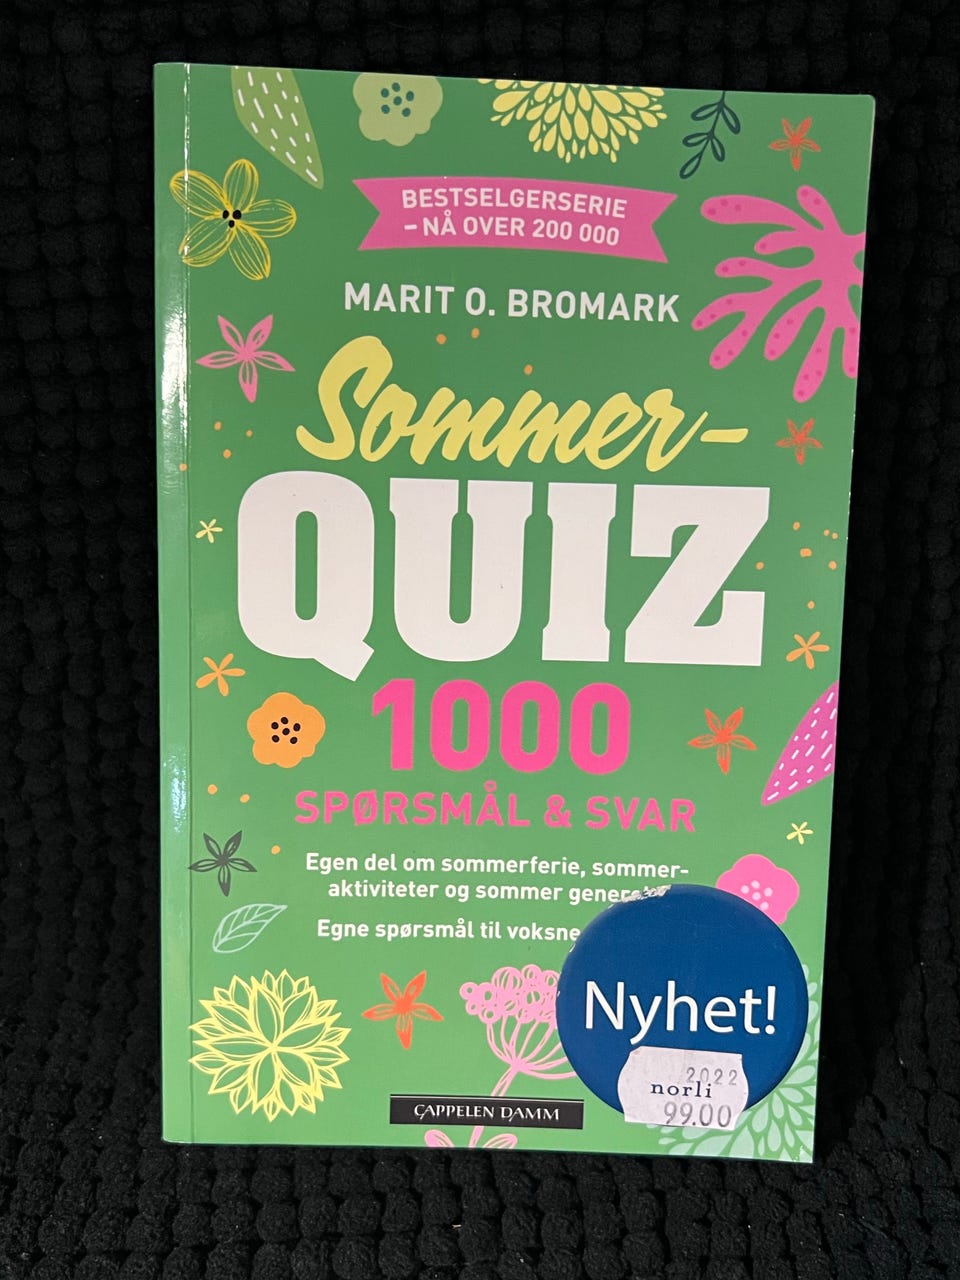 BESTSELGERSERIE
– NÅ OVER 200 000
MARIT O. BROMARK
Sommer-
QUIZ
1000
SPØRSMÅL & SVAR
Egen del om sommerferie, sommer-
aktiviteter og sommer
Egne spørsmål til voksne
Nyhet!
2022
norli
99.00
CAPPELEN DAMM